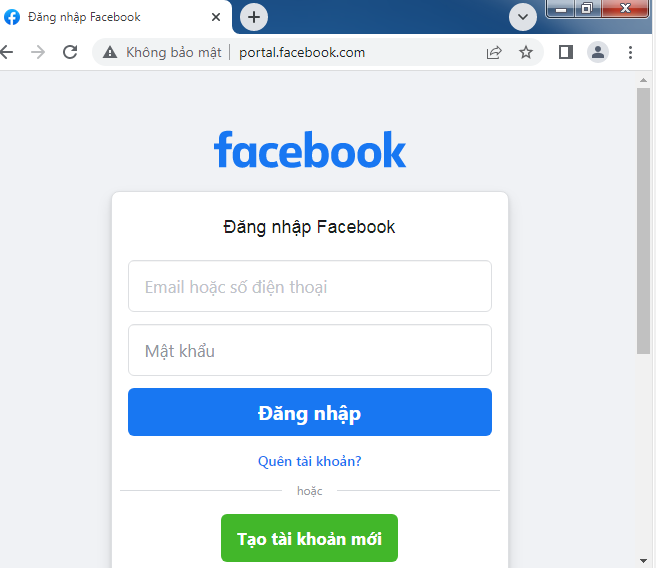 Đăng nhập Facebook
Không bảo mật portal.facebook.com
facebook
Đăng nhập Facebook
Email hoặc số điện thoại
Mật khẩu
Đăng nhập
Quên tài khoản?
hoặc
Tạo tài khoản mới